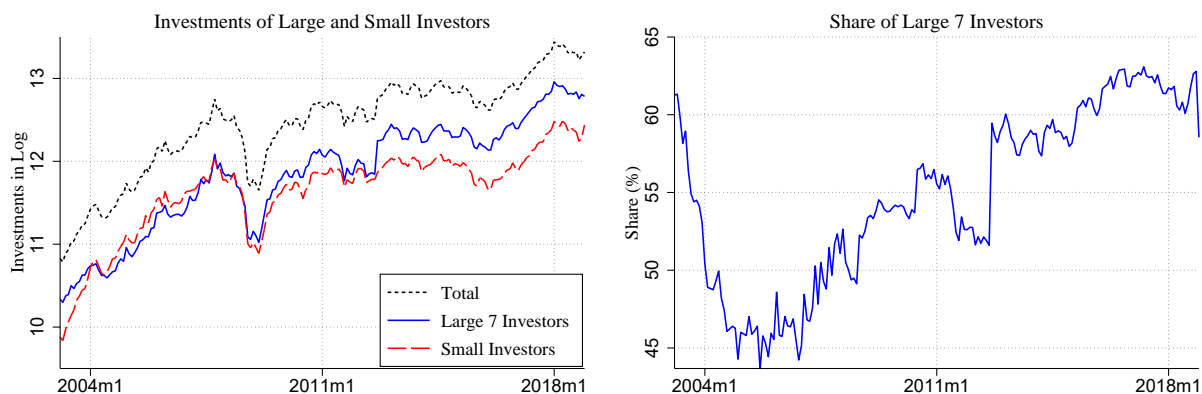 Investments of Large and Small Investors
Investments in Log
13
12
11
10
2004m1
2011m1
2018m1
Total
Large 7 Investors
Small Investors
Share of Large 7 Investors
Share (%)
65
60
55
50
45
2004m1
2011m1
2018m1